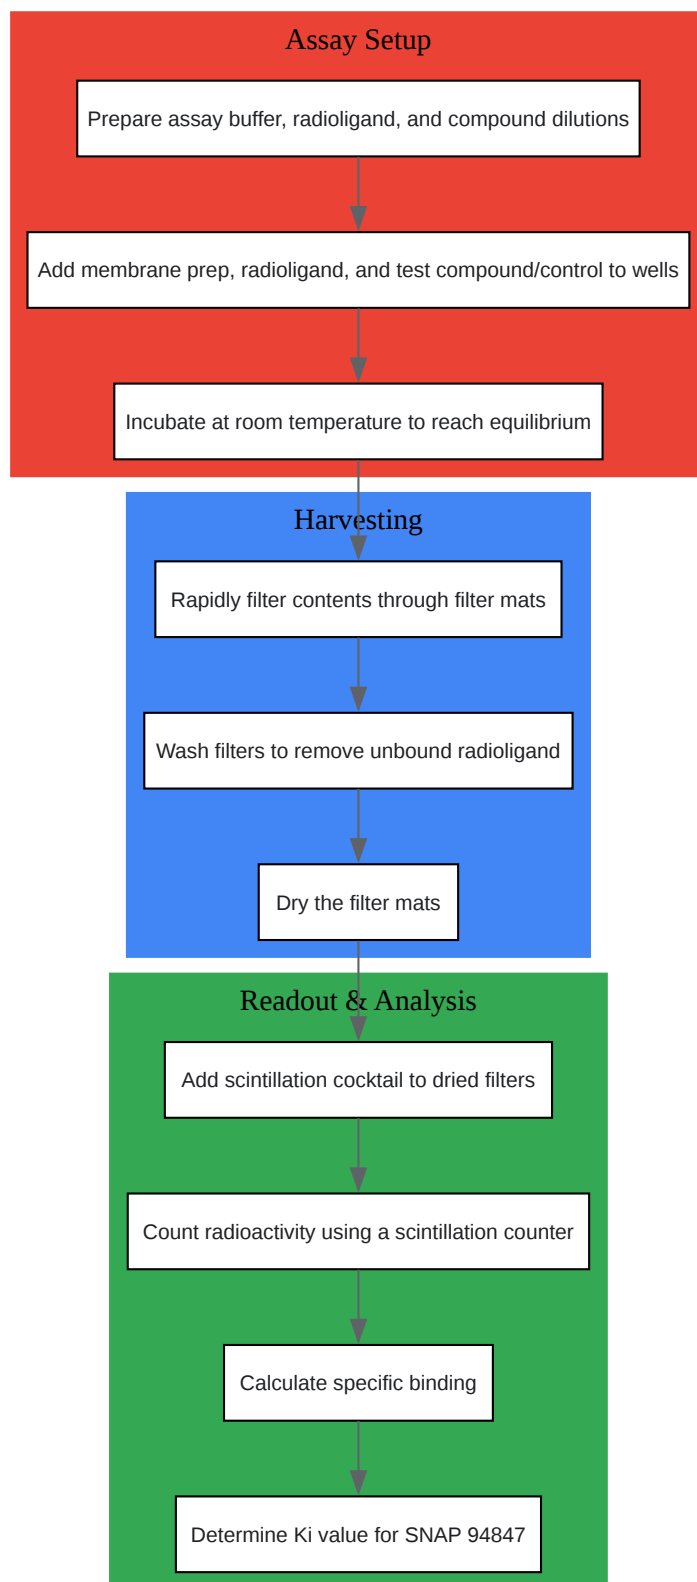 Assay Setup
Prepare assay buffer, radioligand, and compound dilutions
Add membrane prep, radioligand, and test compound/control to wells
Incubate at room temperature to reach equilibrium
Harvesting
Rapidly filter contents through filter mats
Wash filters to remove unbound radioligand
Dry the filter mats
Readout & Analysis
Add scintillation cocktail to dried filters
Count radioactivity using a scintillation counter
Calculate specific binding
Determine Ki value for SNAP 94847